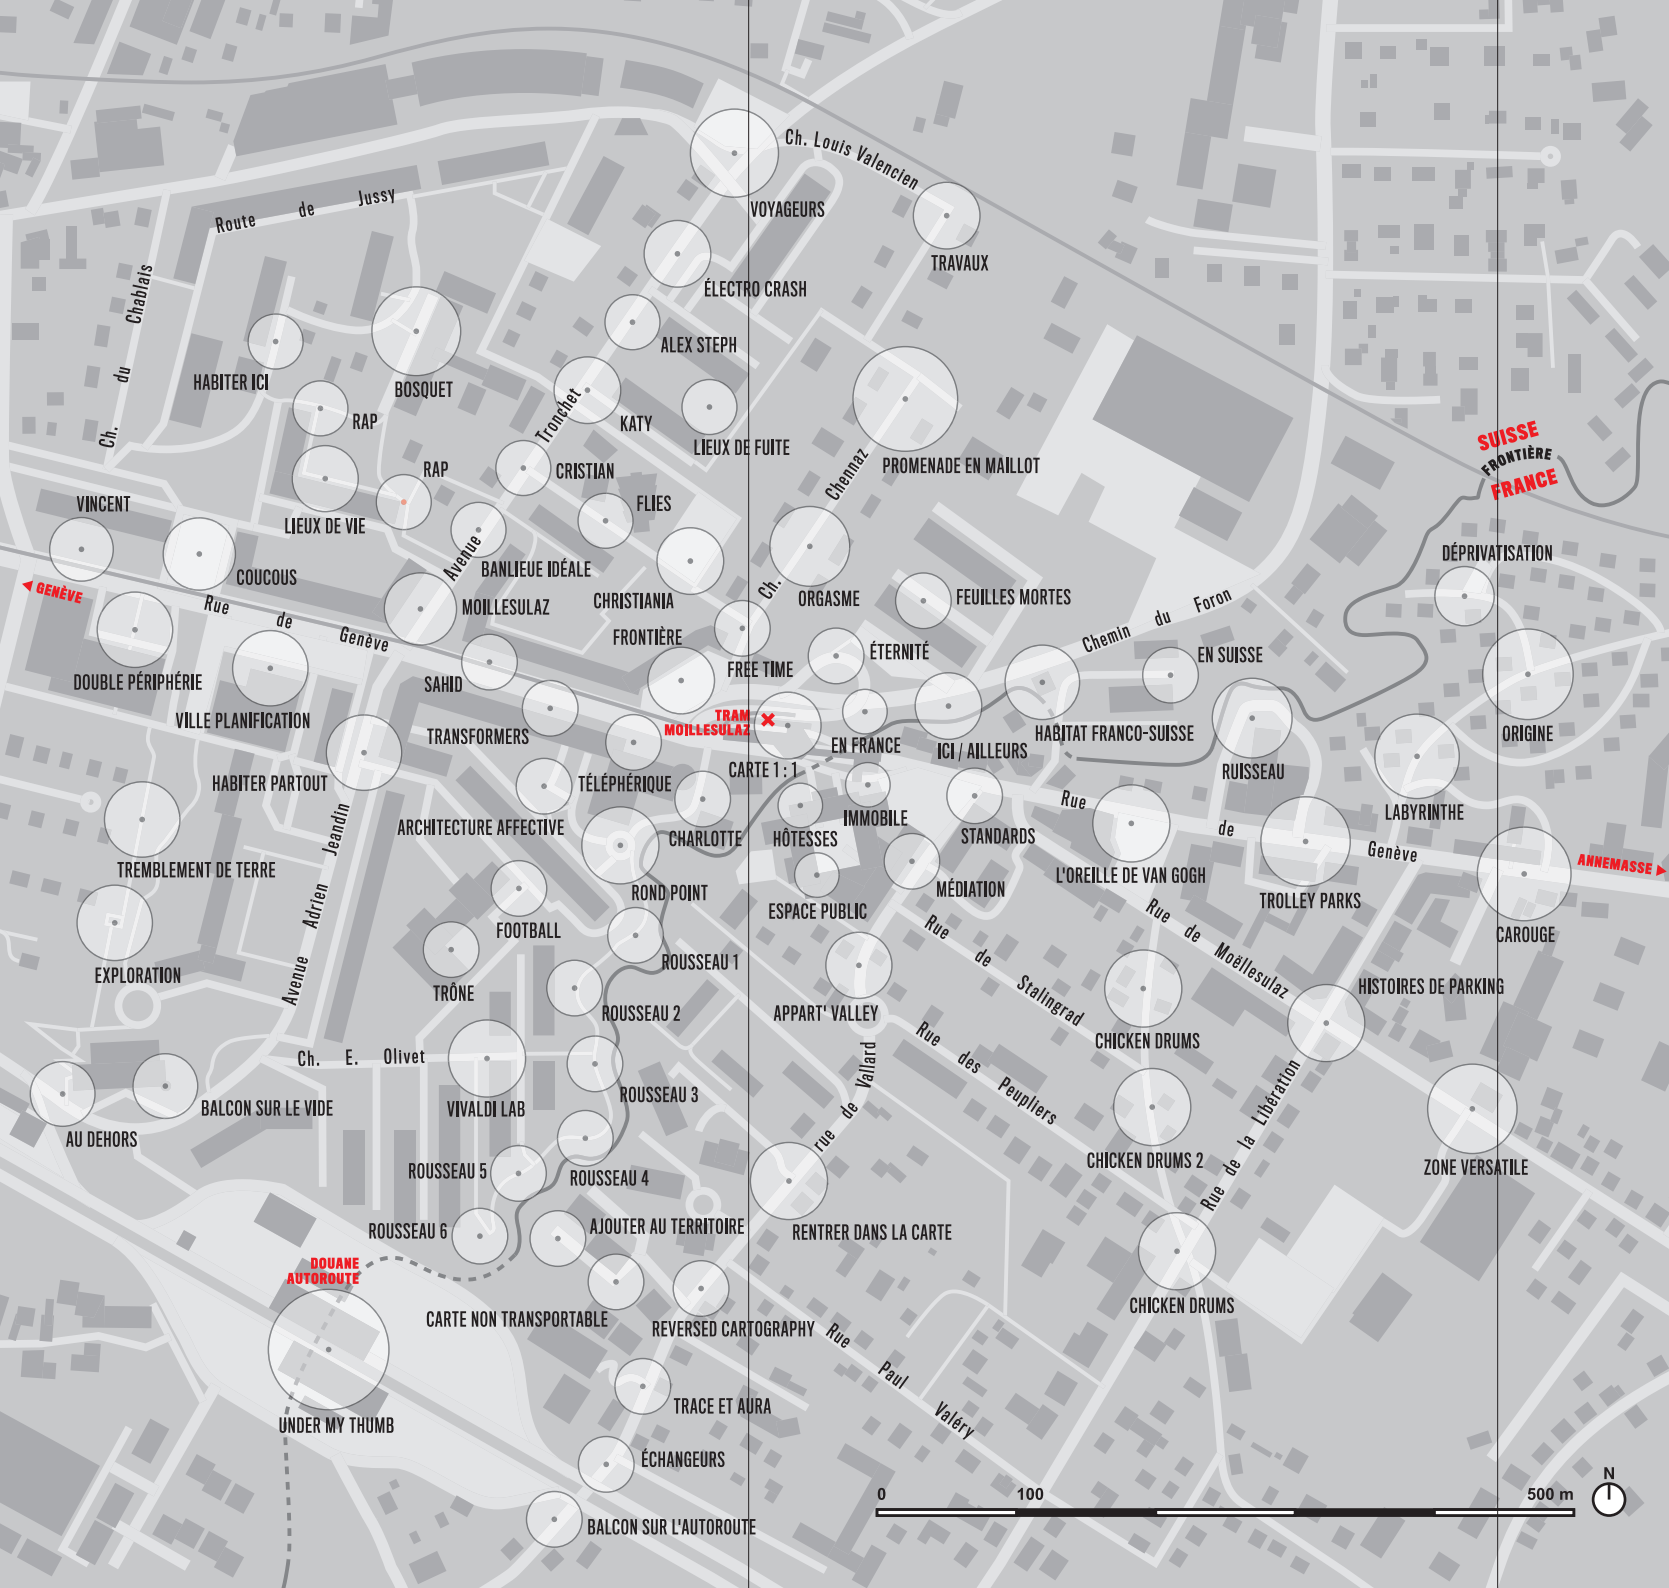 Ch. Louis Valencien
VOYAGEURS
Route de Jussy
TRAVAUX
ÉLECTRO CRASH
Ch. du Chablais
ALEX STEPH
HABITER ICI
BOSQUET
RAP
KATY
Avenue Tronchet
LIEUX DE FUITE
PROMENADE EN MAILLOT
SUISSE
FRONTIÈRE
FRANCE
RAP
CRISTIAN
Ch. Chennaz
VINCENT
LIEUX DE VIE
FLIES
DÉPRIVATISATION
COUCOUS
BANLIEUE IDÉALE
GENÈVE
Rue de Genève
MOILLESULAZ
CHRISTIANIA
ORGASME
FEUILLES MORTES
Chemin du Foron
FRONTIÈRE
ÉTERNITÉ
EN SUISSE
FREE TIME
DOUBLE PÉRIPHÉRIE
SAHID
VILLE PLANIFICATION
TRAM
MOILLESULAZ
TRANSFORMERS
EN FRANCE
ICI / AILLEURS
HABITAT FRANCO-SUISSE
ORIGINE
CARTE 1 : 1
RUISSEAU
HABITER PARTOUT
TÉLÉPHÉRIQUE
Rue de Genève
LABYRINTHE
ARCHITECTURE AFFECTIVE
CHARLOTTE
HÔTESSES
IMMOBILE
STANDARDS
ANNEMASSE
TREMBLEMENT DE TERRE
L'OREILLE DE VAN GOGH
ROND POINT
MÉDIATION
TROLLEY PARKS
ESPACE PUBLIC
FOOTBALL
CAROUGE
Avenue Adrien Jeandin
Rue de Stalingrad
Rue de Moëllesulaz
EXPLORATION
ROUSSEAU 1
TRÔNE
HISTOIRES DE PARKING
ROUSSEAU 2
APPART' VALLEY
CHICKEN DRUMS
Ch. E. Olivet
Rue des Peupliers
rue de Vallard
ROUSSEAU 3
BALCON SUR LE VIDE
VIVALDI LAB
AU DEHORS
Rue de la Libération
CHICKEN DRUMS 2
ZONE VERSATILE
ROUSSEAU 5
ROUSSEAU 4
ROUSSEAU 6
AJOUTER AU TERRITOIRE
RENTRER DANS LA CARTE
DOUANE
AUTOROUTE
CHICKEN DRUMS
CARTE NON TRANSPORTABLE
REVERSED CARTOGRAPHY
Rue Paul Valéry
TRACE ET AURA
UNDER MY THUMB
ÉCHANGEURS
BALCON SUR L'AUTOROUTE
0 100 500 m
N